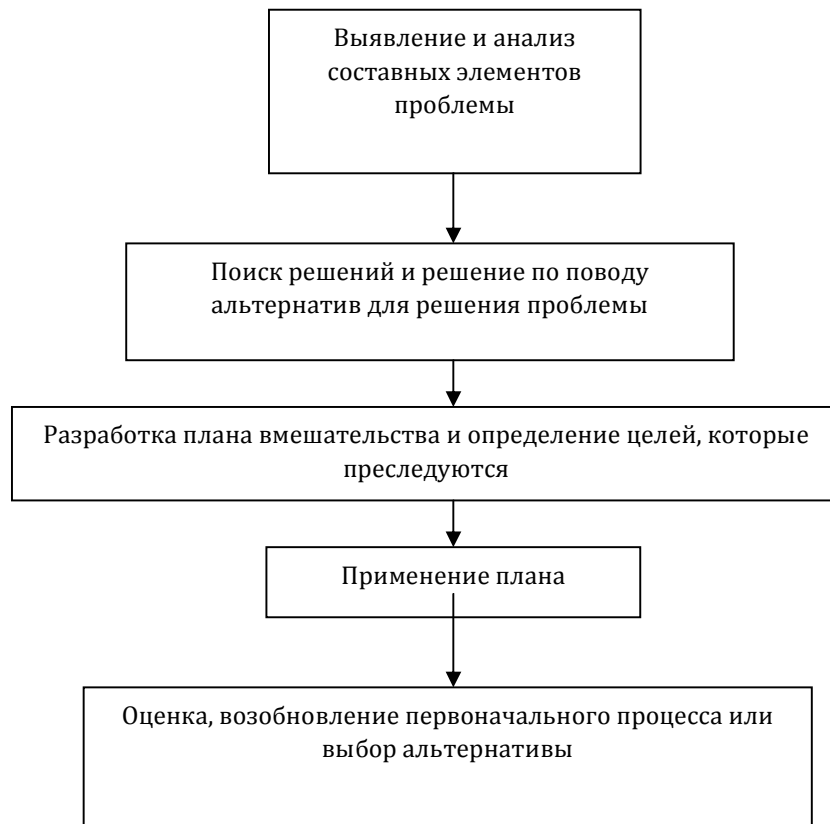 Выявление и анализ
составных элементов
проблемы
Поиск решений и решение по поводу
альтернатив для решения проблемы
Разработка плана вмешательства и определение целей, которые
преследуются
Применение плана
Оценка, возобновление первоначального процесса или
выбор альтернативы